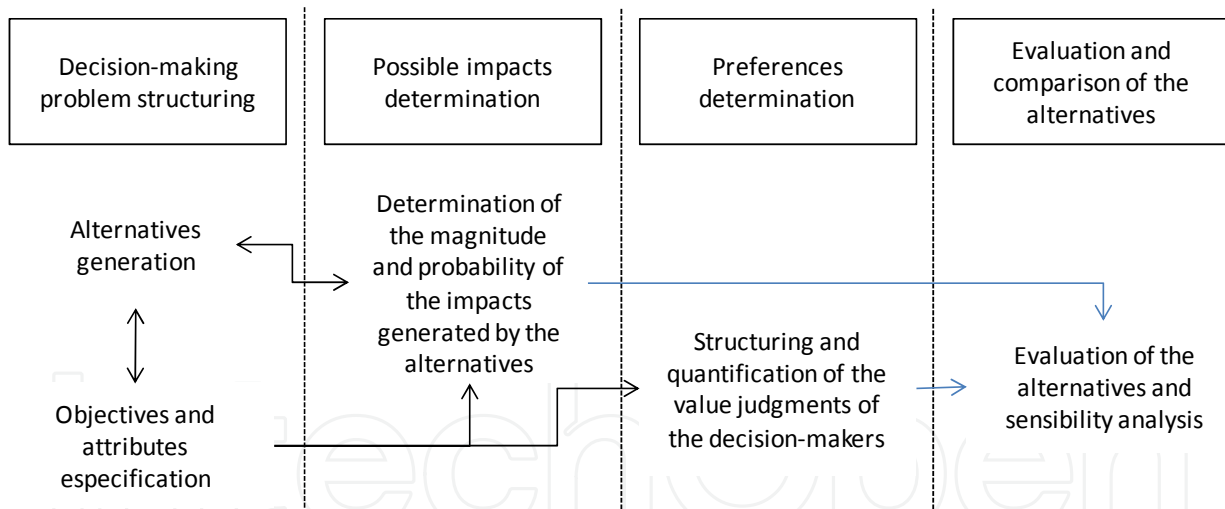 Decision-making
problem structuring
Possible impacts
determination
Preferences
determination
Evaluation and
comparison of the
alternatives
Alternatives
generation
Objectives and
attributes
especification
Determination of
the magnitude
and probability of
the impacts
generated by the
alternatives
Structuring and
quantification of the
value judgments of
the decision-makers
Evaluation of the
alternatives and
sensibility analysis